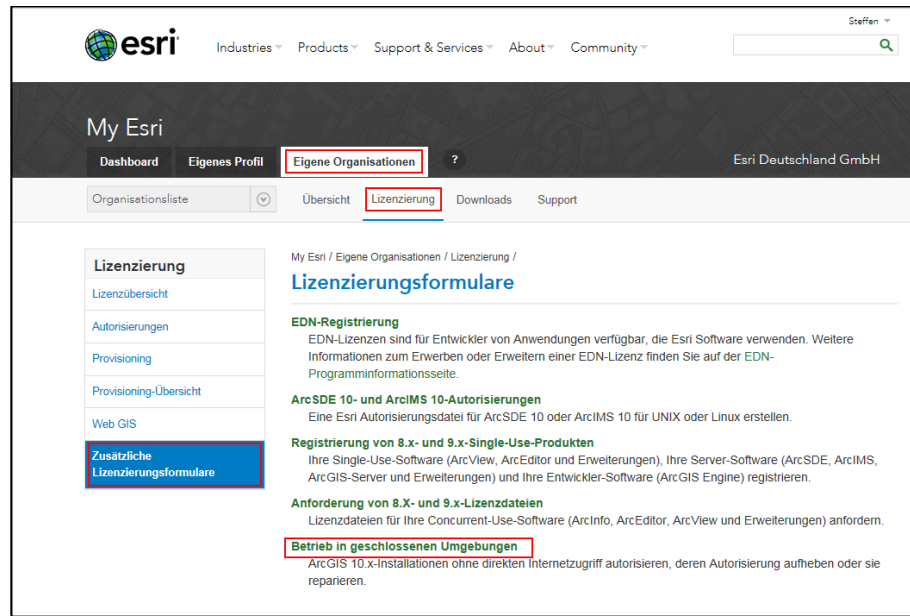 Steffen
esri
Industries Products Support & Services About Community
My Esri
Dashboard Eigenes Profil Eigene Organisationen ? Esri Deutschland GmbH
Organisationsliste Übersicht Lizenzierung Downloads Support
Lizenzierung
Lizenzübersicht
Autorisierungen
Provisioning
Provisioning-Übersicht
Web GIS
Zusätzliche
Lizenzierungsformulare
My Esri / Eigene Organisationen / Lizenzierung /
Lizenzierungsformulare
EDN-Registrierung
EDN-Lizenzen sind für Entwickler von Anwendungen verfügbar, die Esri Software verwenden. Weitere
Informationen zum Erwerben oder Erweitern einer EDN-Lizenz finden Sie auf der EDN-
Programminformationsseite.
ArcSDE 10- und ArcIMS 10-Autorisierungen
Eine Esri Autorisierungsdatei für ArcSDE 10 oder ArcIMS 10 für UNIX oder Linux erstellen.
Registrierung von 8.x- und 9.x-Single-Use-Produkten
Ihre Single-Use-Software (ArcView, ArcEditor und Erweiterungen), Ihre Server-Software (ArcSDE, ArcIMS,
ArcGIS-Server und Erweiterungen) und Ihre Entwickler-Software (ArcGIS Engine) registrieren.
Anforderung von 8.X- und 9.x-Lizenzdateien
Lizenzdateien für Ihre Concurrent-Use-Software (ArcInfo, ArcEditor, ArcView und Erweiterungen) anfordern.
Betrieb in geschlossenen Umgebungen
ArcGIS 10.x-Installationen ohne direkten Internetzugriff autorisieren, deren Autorisierung aufheben oder sie
reparieren.